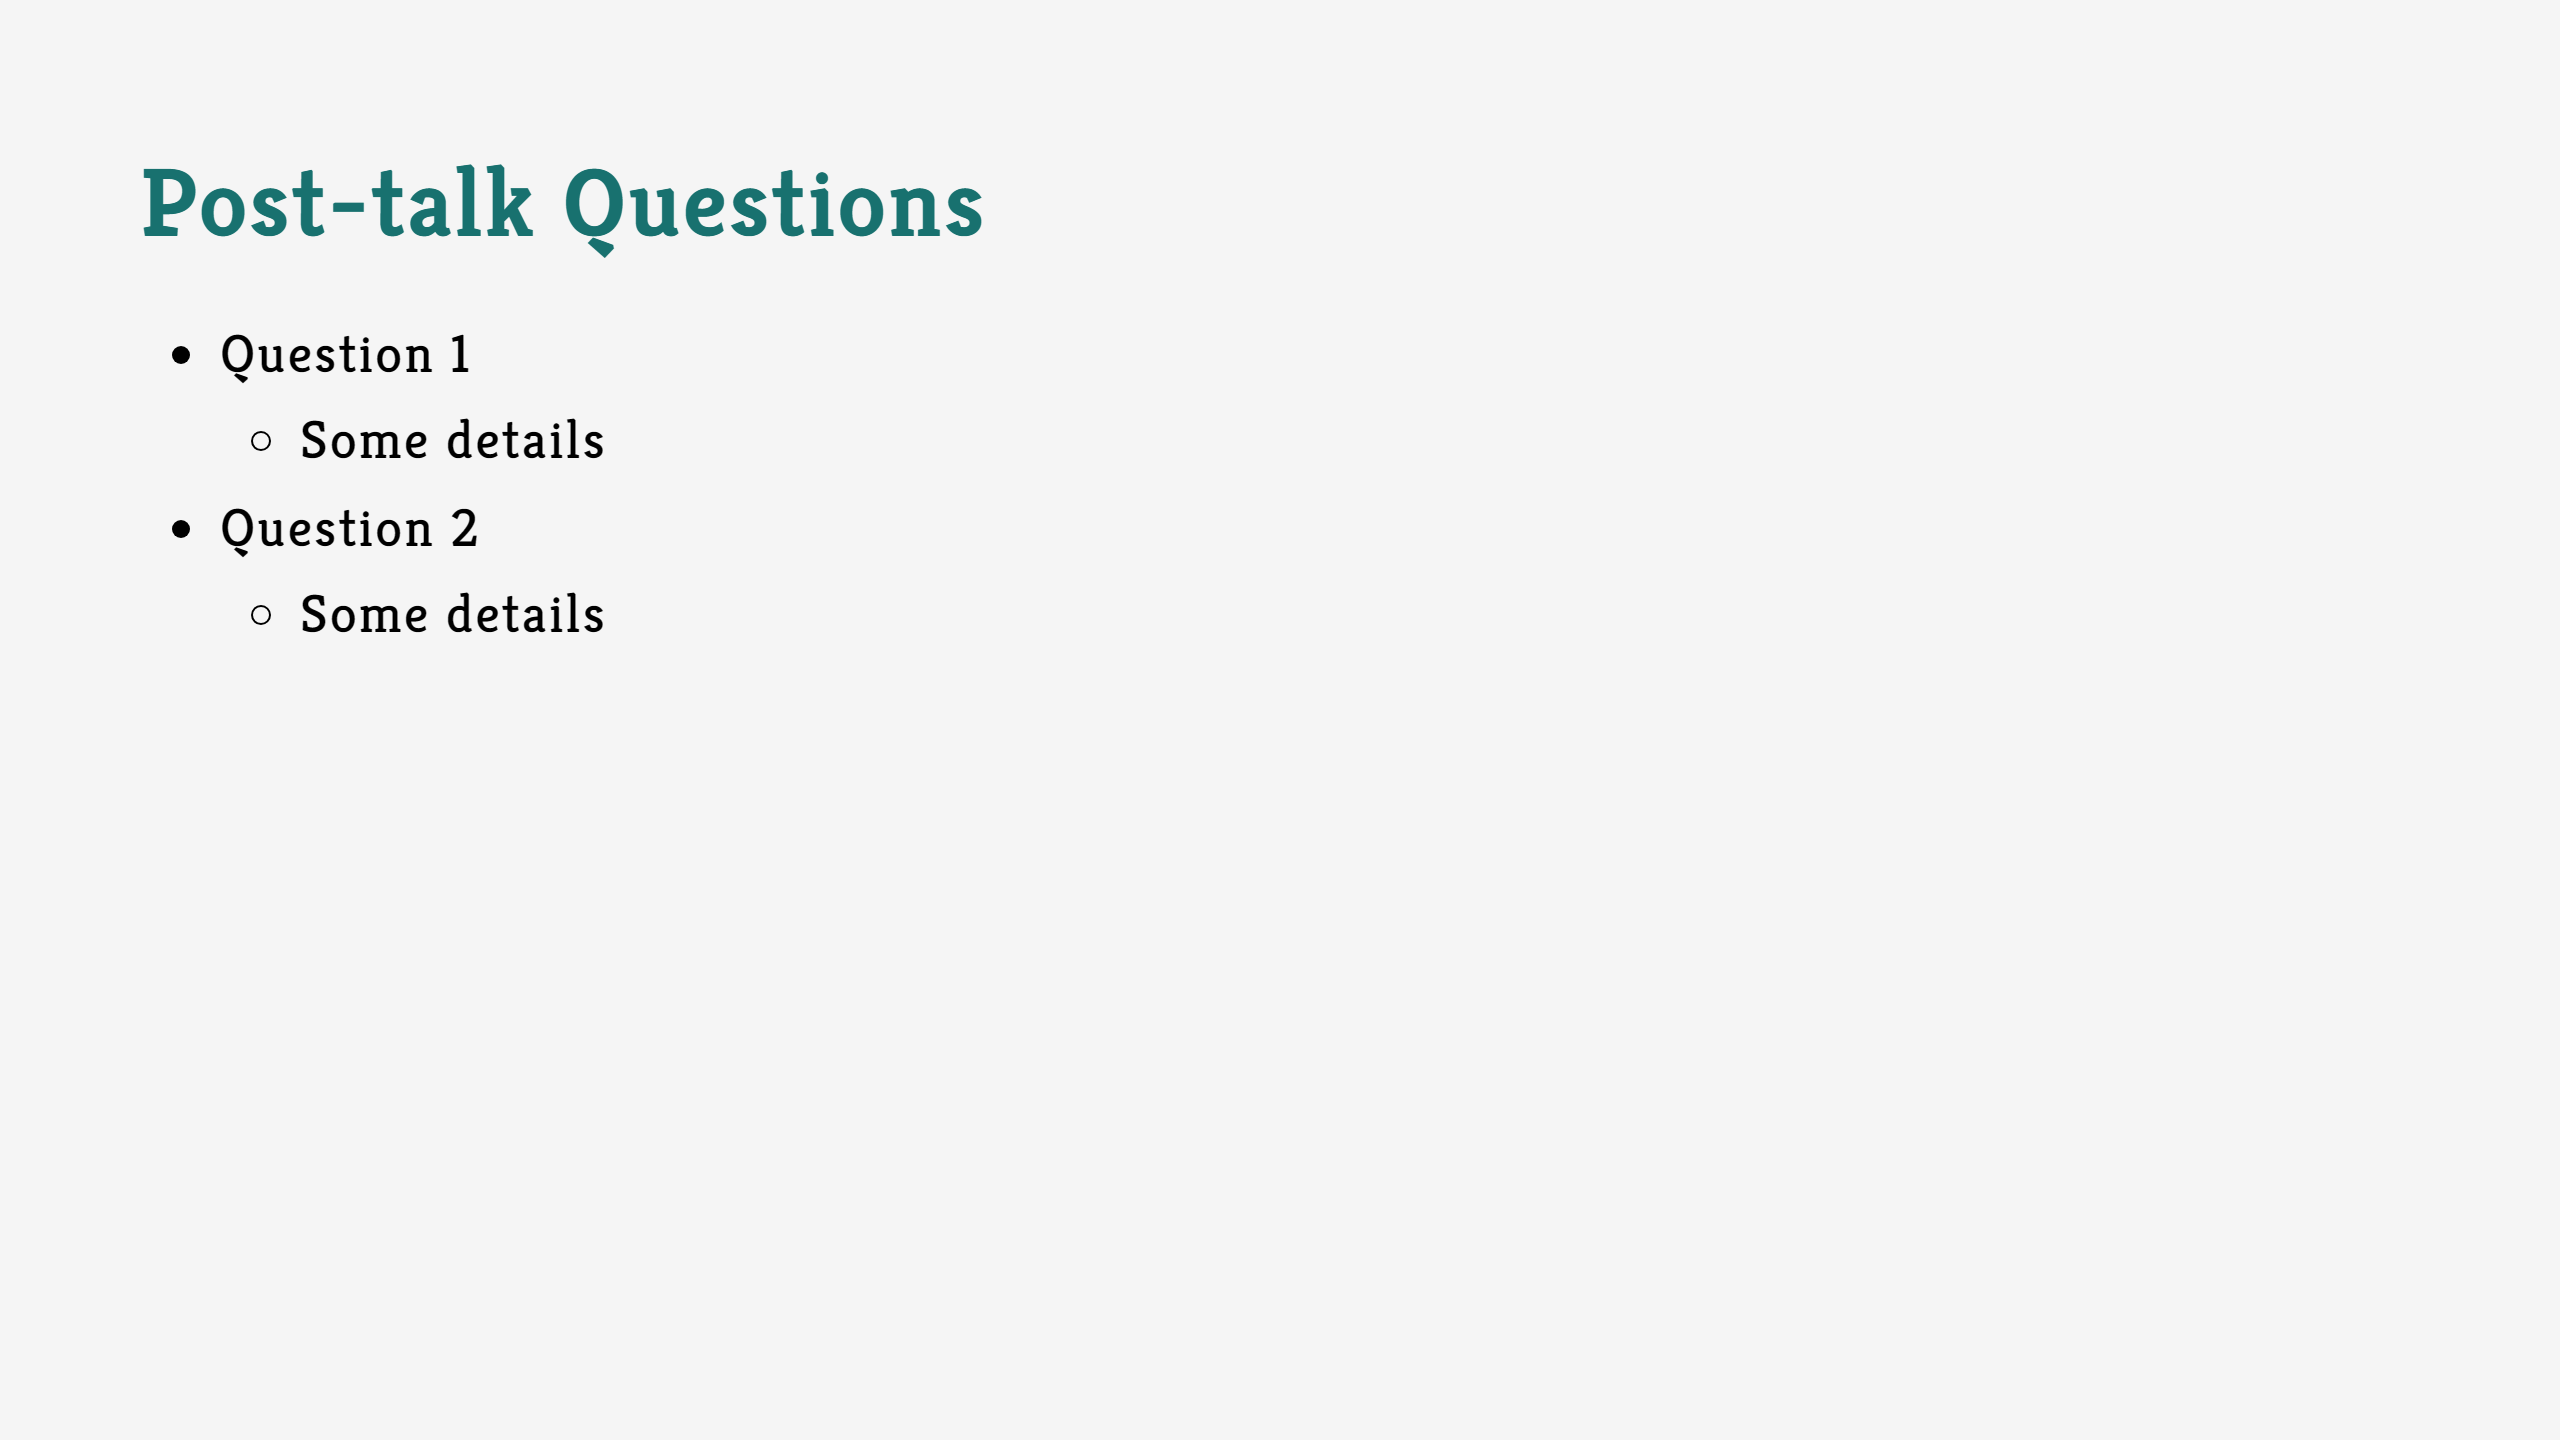 Post-talk Questions
Question 1
Some details
Question 2
Some details